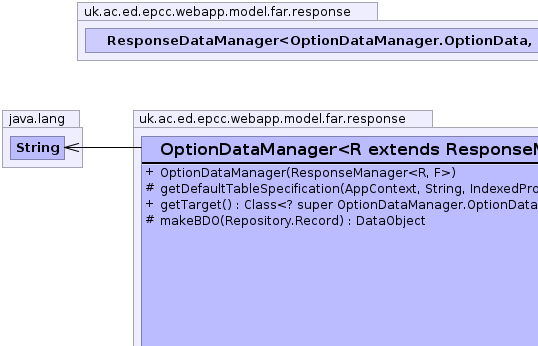 uk.ac.ed.epcc.webapp.model.far.response
ResponseDataManager<OptionDataManager.OptionData,
java.lang
String
uk.ac.ed.epcc.webapp.model.far.response
OptionDataManager<R extends ResponseM
+ OptionDataManager(ResponseManager<R, F>)
# getDefaultTableSpecification(AppContext, String, IndexedPro
+ getTarget() : Class<? super OptionDataManager.OptionData
# makeBDO(Repository.Record) : DataObject